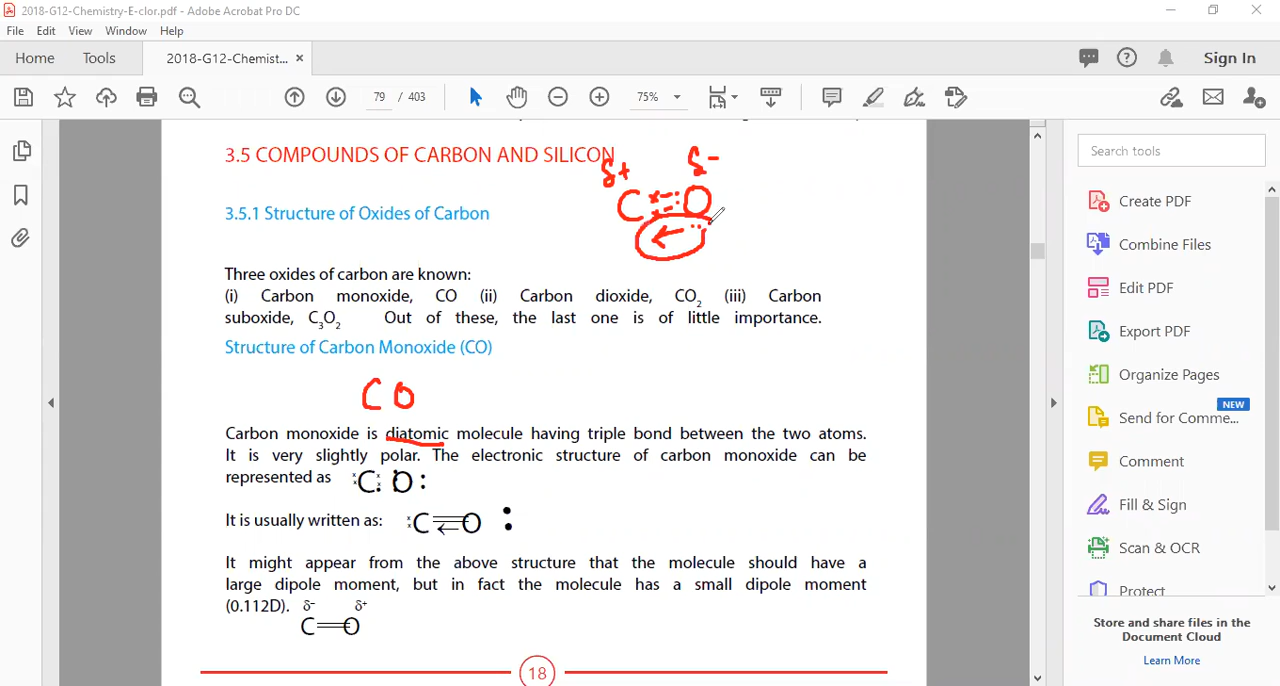 2018-G12-Chemistry-E-clor.pdf - Adobe Acrobat Pro DC
File Edit View Window Help
Home Tools 2018-G12-Chemist... × Sign In
79 / 403 75%
3.5 COMPOUNDS OF CARBON AND SILICON
δ+ δ−
C O
3.5.1 Structure of Oxides of Carbon
Three oxides of carbon are known:
(i) Carbon monoxide, CO (ii) Carbon dioxide, CO2 (iii) Carbon
suboxide, C3O2 Out of these, the last one is of little importance.
Structure of Carbon Monoxide (CO)
C O
Carbon monoxide is diatomic molecule having triple bond between the two atoms.
It is very slightly polar. The electronic structure of carbon monoxide can be
represented as ×× C ×× : O :
It is usually written as: ×× C O :
It might appear from the above structure that the molecule should have a
large dipole moment, but in fact the molecule has a small dipole moment
(0.112D). δ− δ+
C O
18
Search tools
Create PDF
Combine Files
Edit PDF
Export PDF
Organize Pages
NEW
Send for Comme...
Comment
Fill & Sign
Scan & OCR
Protect
Store and share files in the
Document Cloud
Learn More